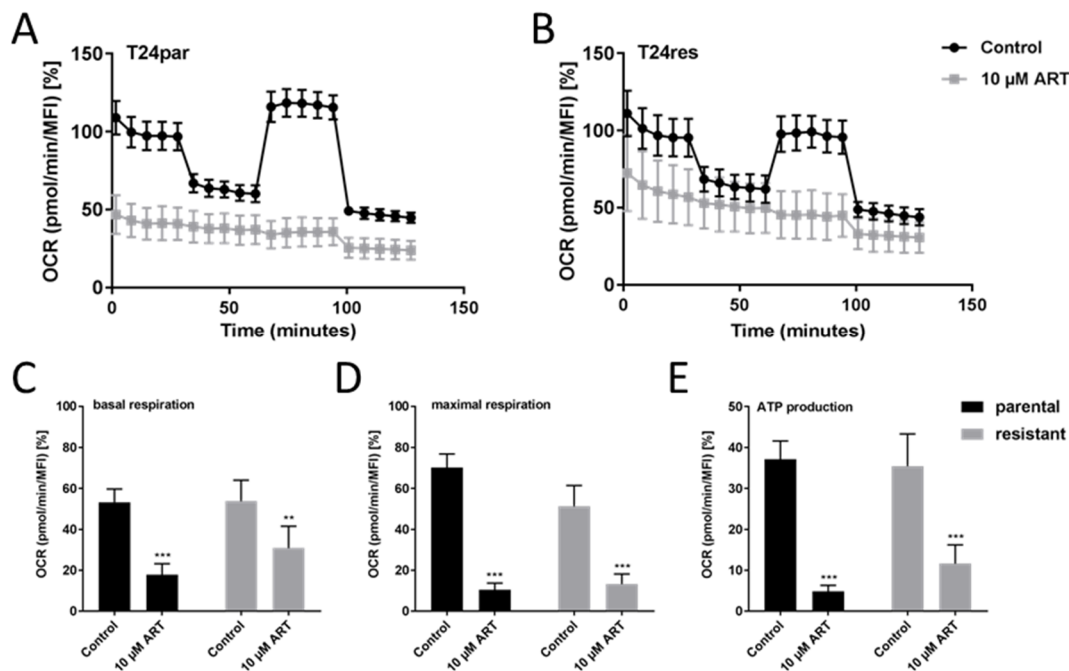 A
B
T24par
T24res
Control
10 µM ART
OCR (pmol/min/MFI) [%]
150
100
50
0
0
50
100
150
Time (minutes)
OCR (pmol/min/MFI) [%]
150
100
50
0
0
50
100
150
Time (minutes)
C
D
E
basal respiration
OCR (pmol/min/MFI) [%]
100
80
60
40
20
0
***
**
Control
10 µM ART
Control
10 µM ART
maximal respiration
OCR (pmol/min/MFI) [%]
100
80
60
40
20
0
***
***
Control
10 µM ART
Control
10 µM ART
ATP production
OCR (pmol/min/MFI) [%]
50
40
30
20
10
0
***
***
Control
10 µM ART
Control
10 µM ART
parental
resistant